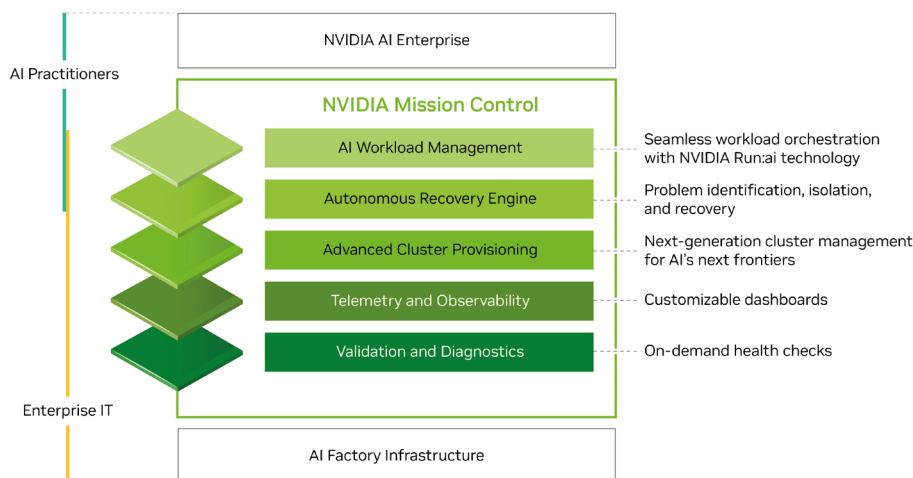 NVIDIA AI Enterprise
AI Practitioners
NVIDIA Mission Control
AI Workload Management
Seamless workload orchestration
with NVIDIA Run:ai technology
Autonomous Recovery Engine
Problem identification, isolation,
and recovery
Advanced Cluster Provisioning
Next-generation cluster management
for AI's next frontiers
Telemetry and Observability
Customizable dashboards
Validation and Diagnostics
On-demand health checks
Enterprise IT
AI Factory Infrastructure